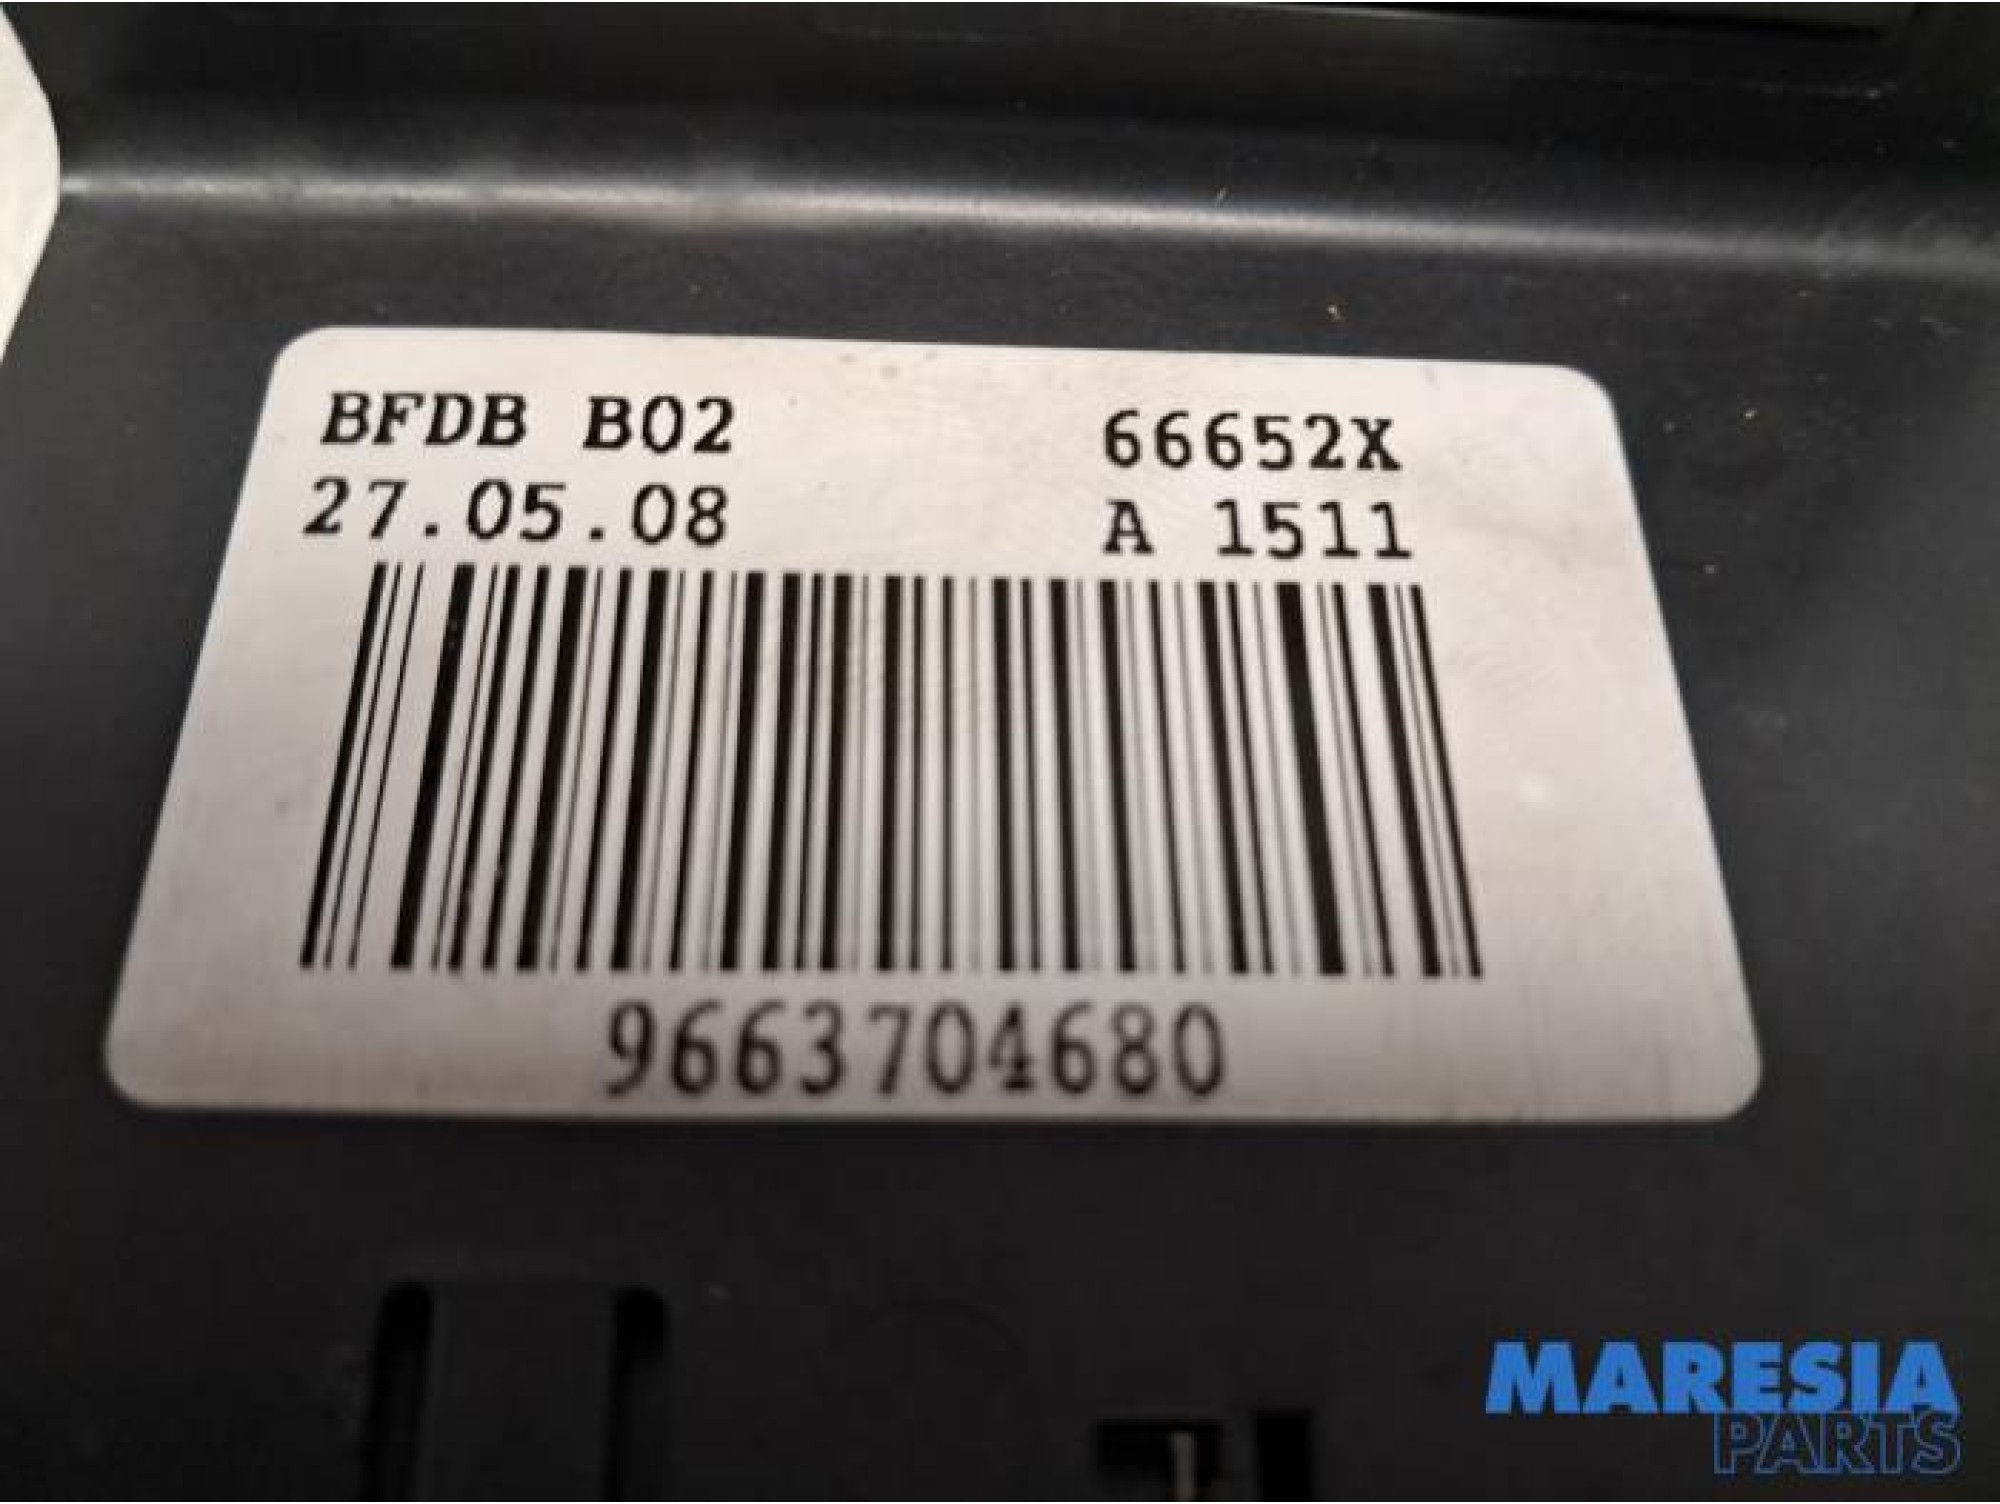 BFDB B02 66652X
27.05.08 A 1511
9663704680
MARESIA
PARTS